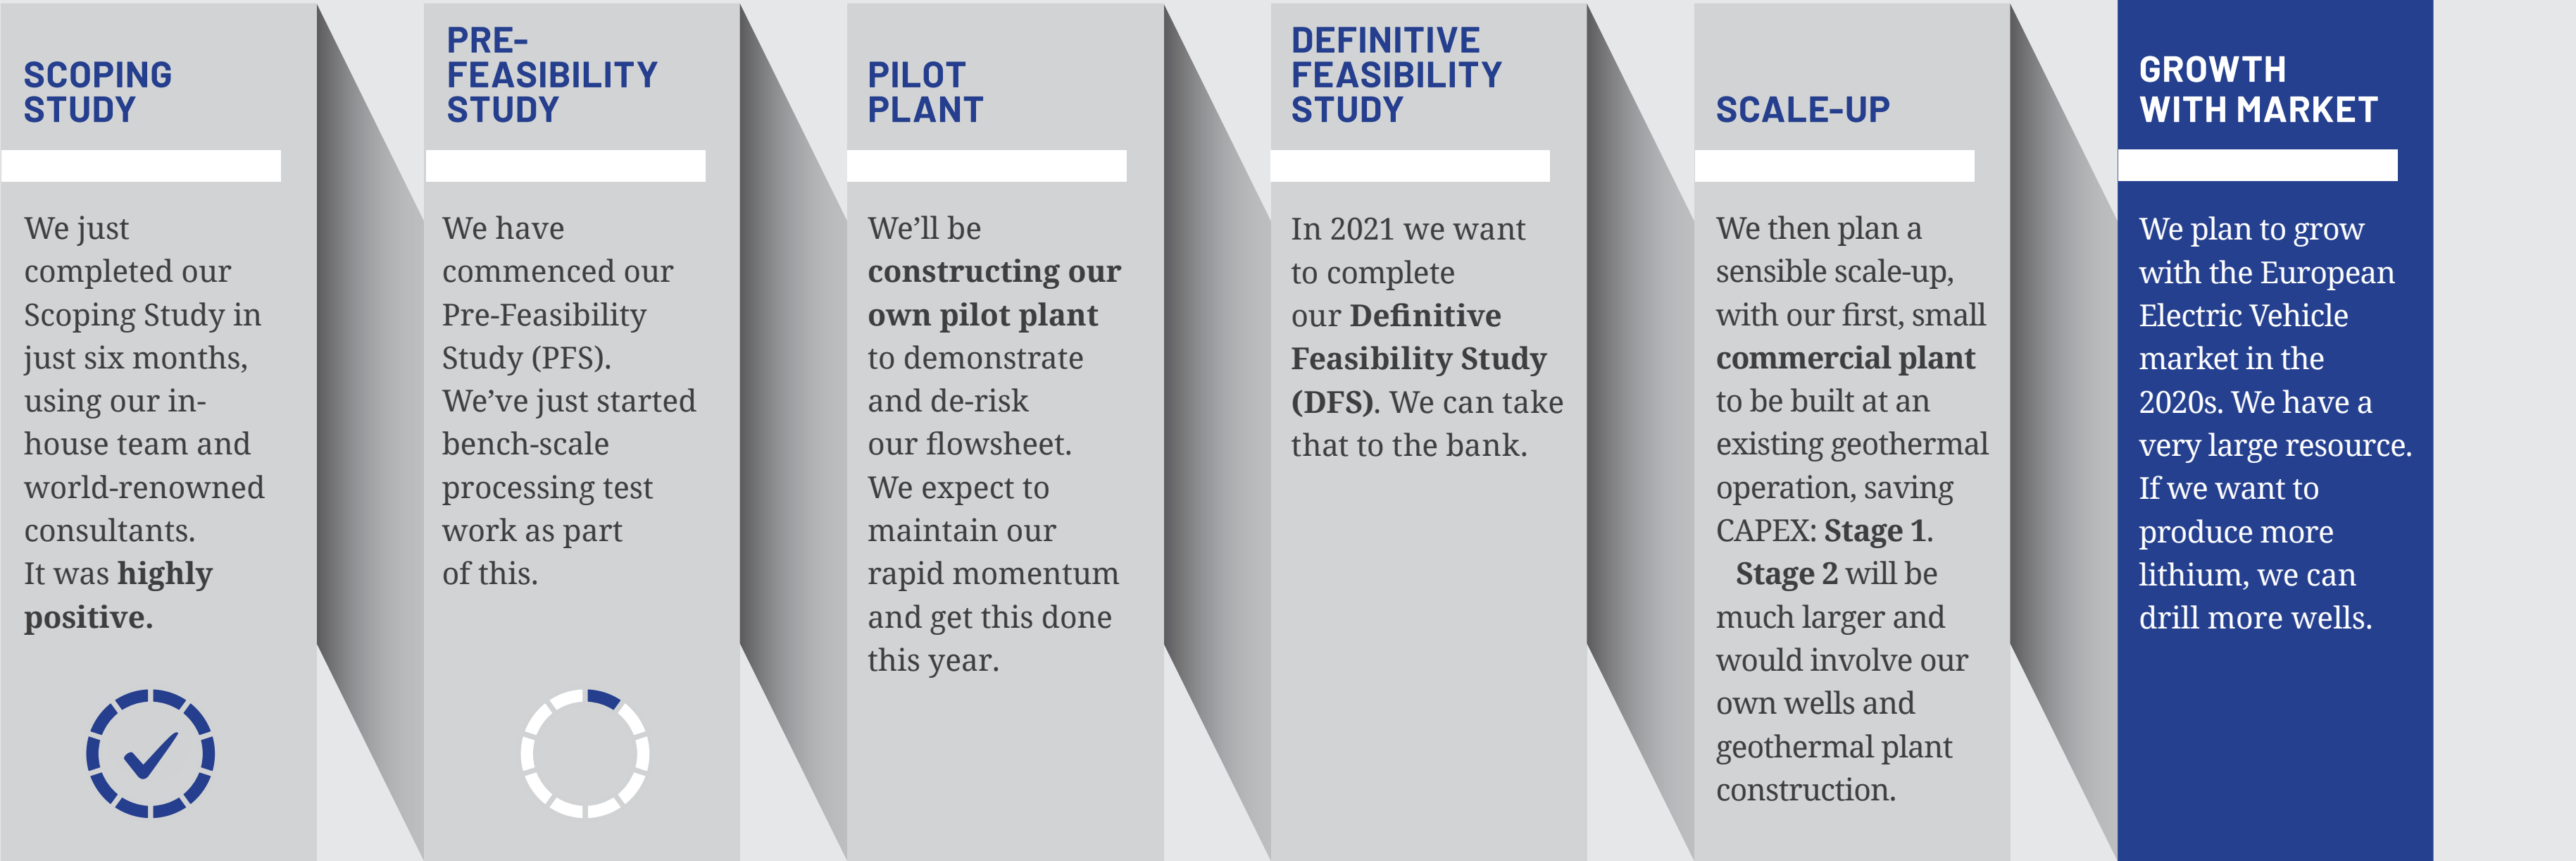 SCOPING
STUDY
We just
completed our
Scoping Study in
just six months,
using our in-
house team and
world-renowned
consultants.
It was highly
positive.
PRE-
FEASIBILITY
STUDY
We have
commenced our
Pre-Feasibility
Study (PFS).
We’ve just started
bench-scale
processing test
work as part
of this.
PILOT
PLANT
We’ll be
constructing our
own pilot plant
to demonstrate
and de-risk
our flowsheet.
We expect to
maintain our
rapid momentum
and get this done
this year.
DEFINITIVE
FEASIBILITY
STUDY
In 2021 we want
to complete
our Definitive
Feasibility Study
(DFS). We can take
that to the bank.
SCALE-UP
We then plan a
sensible scale-up,
with our first, small
commercial plant
to be built at an
existing geothermal
operation, saving
CAPEX: Stage 1.
Stage 2 will be
much larger and
would involve our
own wells and
geothermal plant
construction.
GROWTH
WITH MARKET
We plan to grow
with the European
Electric Vehicle
market in the
2020s. We have a
very large resource.
If we want to
produce more
lithium, we can
drill more wells.